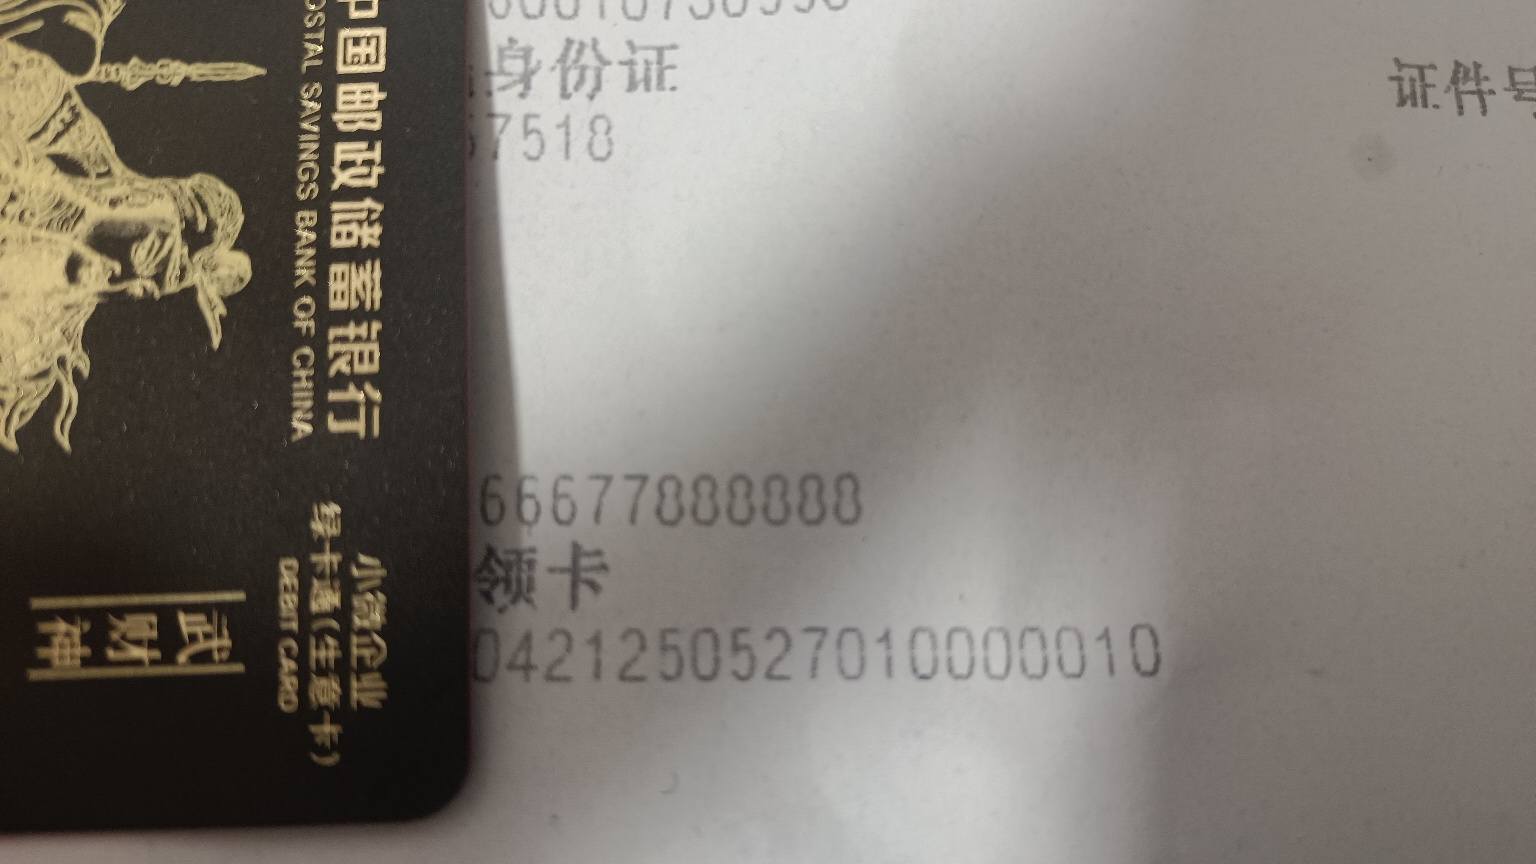 中国邮政储蓄银行
POSTAL SAVINGS BANK OF CHINA
小微企业
绿卡通(生意卡)
DEBIT CARD
武
财
神
身份证
7518
证件号
66677888888
领卡
0421250527010000010